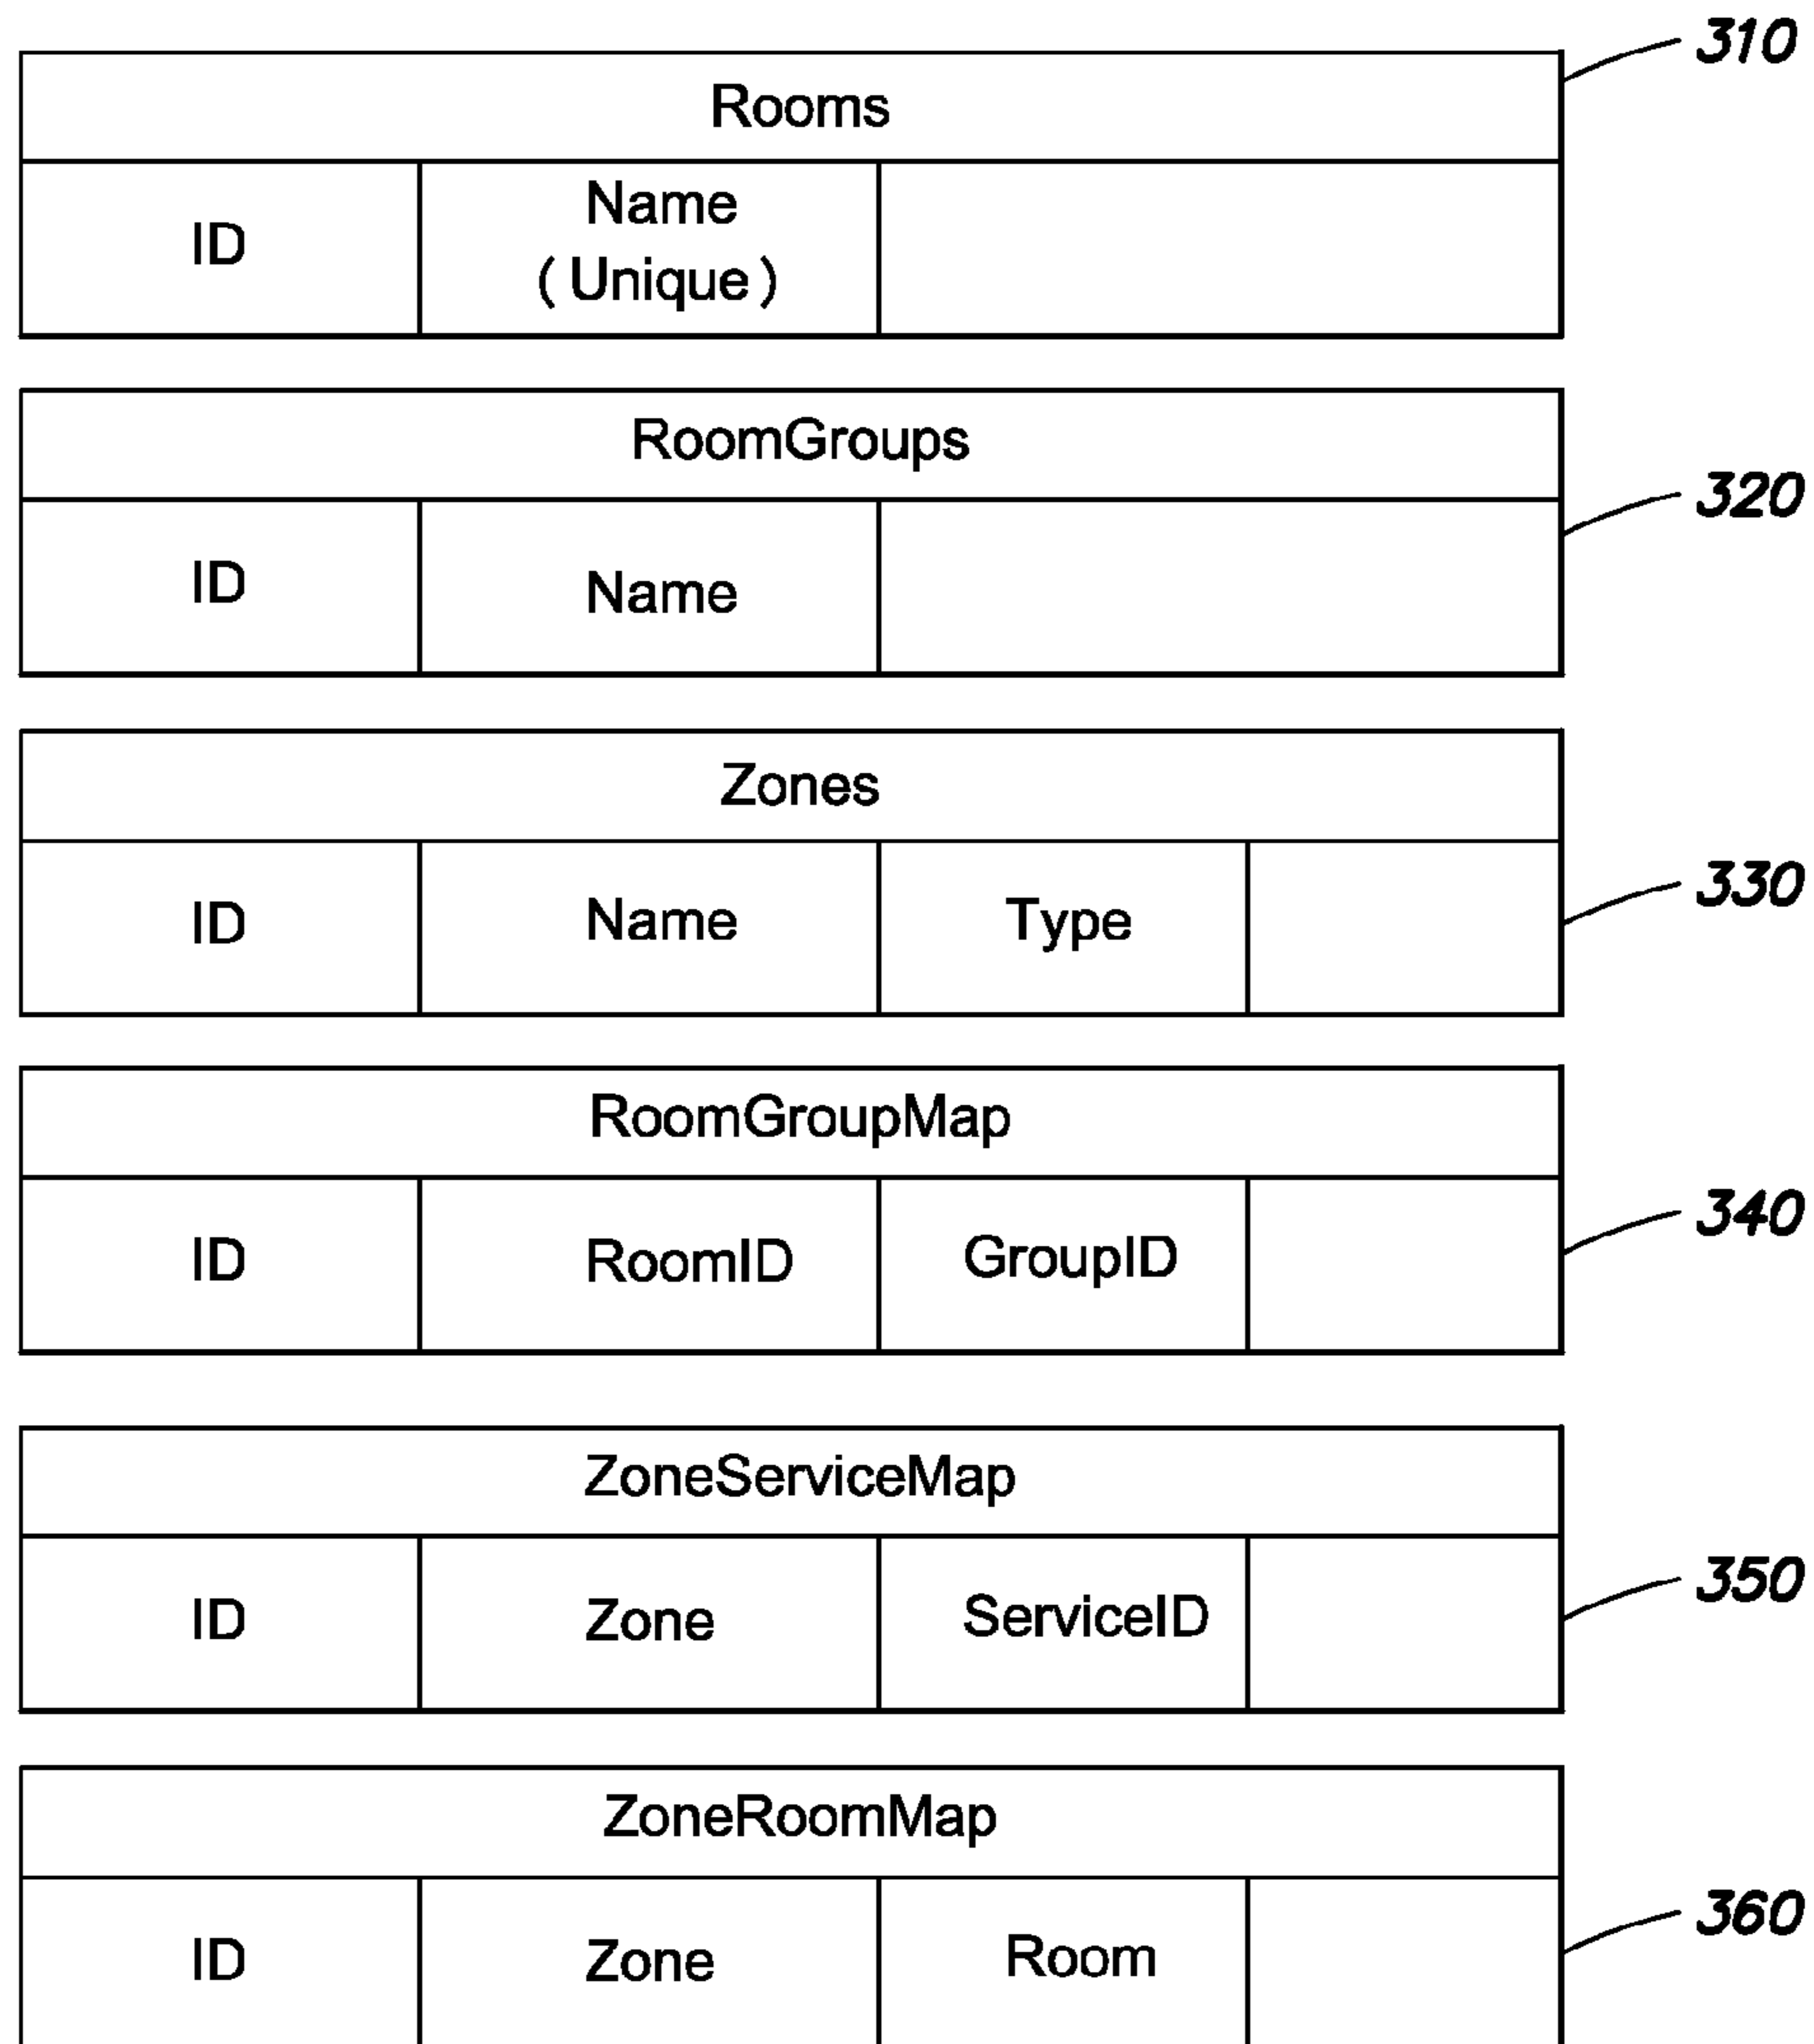 310
Rooms
ID
Name
(Unique)
RoomGroups
320
ID
Name
Zones
330
ID
Name
Type
RoomGroupMap
340
ID
RoomID
GroupID
ZoneServiceMap
350
ID
Zone
ServiceID
ZoneRoomMap
360
ID
Zone
Room